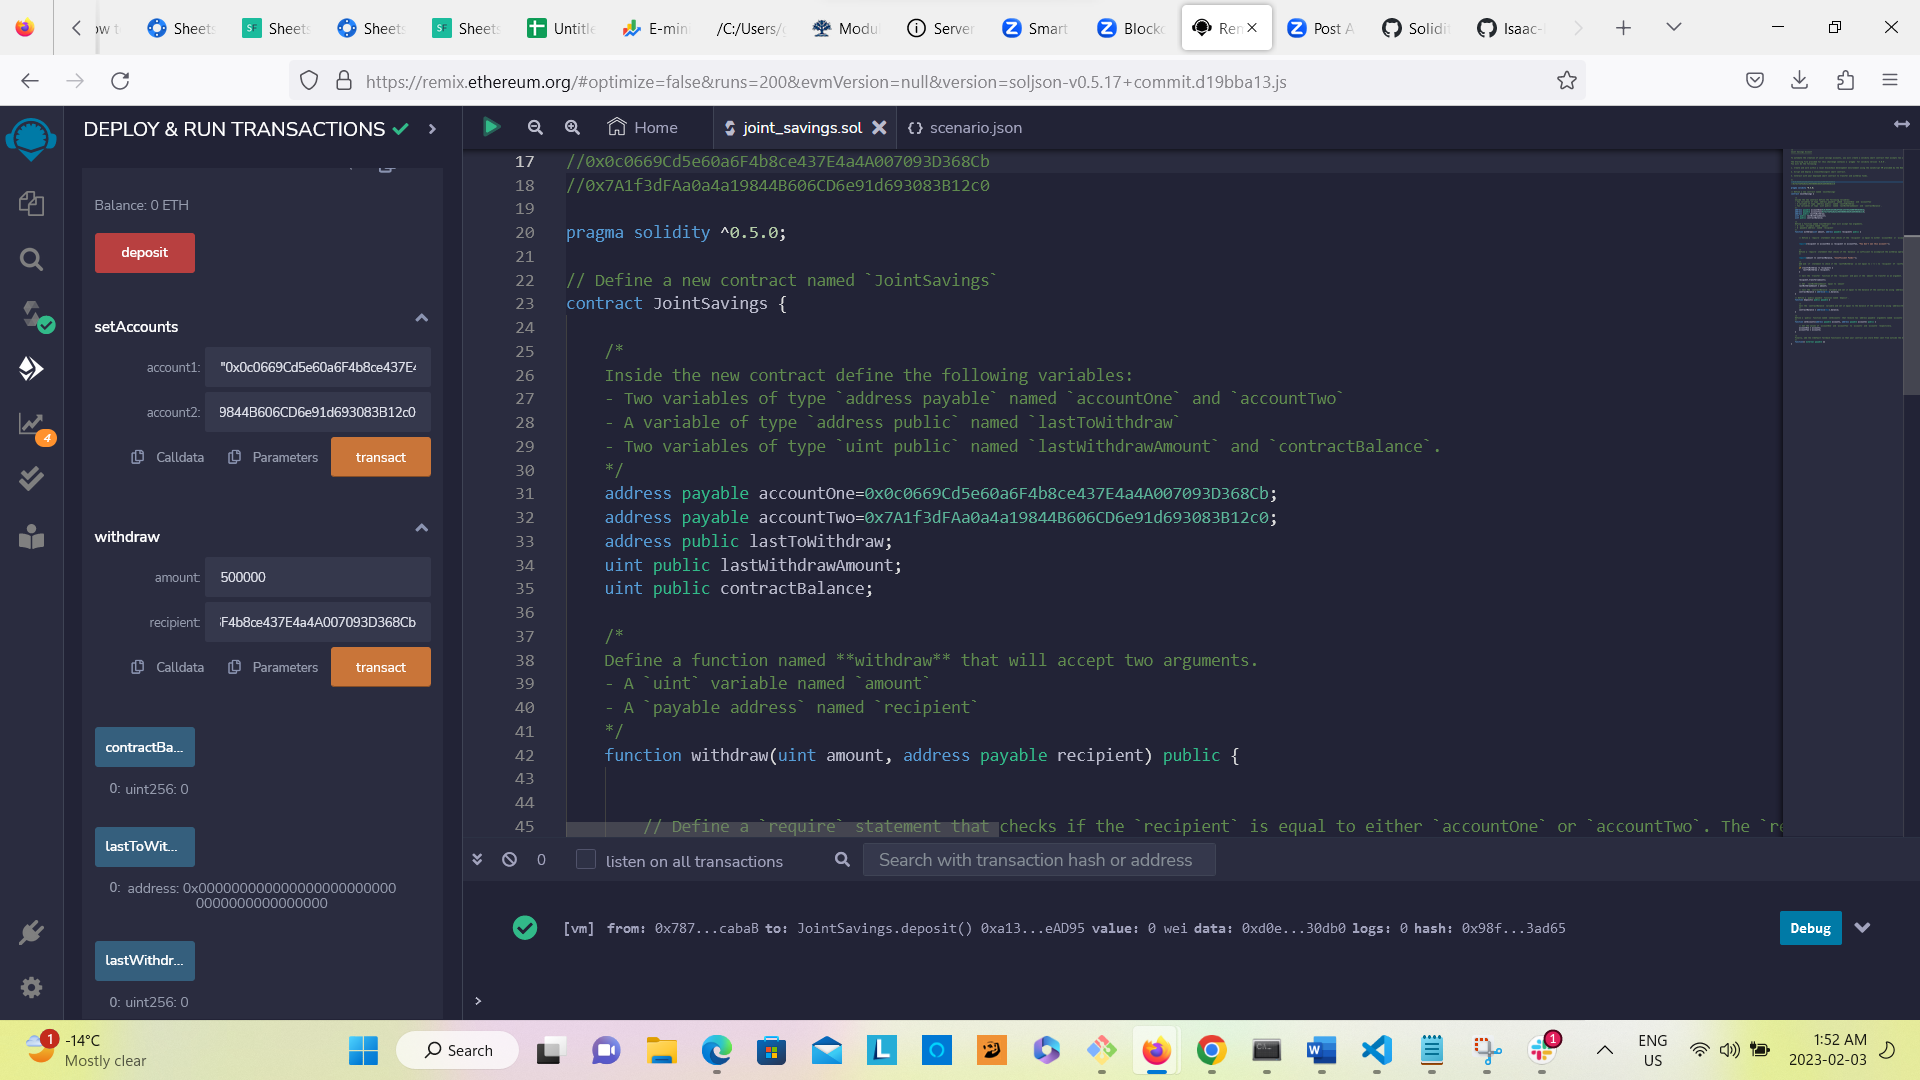 Sheets
Sheets
Sheets
Sheets
Untitle
E-mini
/C:/Users/g
Modu
Server
Smart
Blockc
Ren
Post A
Solidit
Isaac-
https://remix.ethereum.org/#optimize=false&runs=200&evmVersion=null&version=soljson-v0.5.17+commit.d19bba13.js
DEPLOY & RUN TRANSACTIONS
Home
joint_savings.sol
scenario.json
Balance: 0 ETH
deposit
setAccounts
account1: "0x0c0669Cd5e60a6F4b8ce437E4
account2: 9844B606CD6e91d693083B12c0
Calldata Parameters transact
withdraw
amount: 500000
recipient: F4b8ce437E4a4A007093D368Cb
Calldata Parameters transact
contractBa...
0: uint256: 0
lastToWit...
0: address: 0x000000000000000000000000
0000000000000000
lastWithdr...
0: uint256: 0
4
17 //0x0c0669Cd5e60a6F4b8ce437E4a4A007093D368Cb
18 //0x7A1f3dFAa0a4a19844B606CD6e91d693083B12c0
19
20 pragma solidity ^0.5.0;
21
22 // Define a new contract named `JointSavings`
23 contract JointSavings {
24
25 /*
26 Inside the new contract define the following variables:
27 - Two variables of type `address payable` named `accountOne` and `accountTwo`
28 - A variable of type `address public` named `lastToWithdraw`
29 - Two variables of type `uint public` named `lastWithdrawAmount` and `contractBalance`.
30 */
31 address payable accountOne=0x0c0669Cd5e60a6F4b8ce437E4a4A007093D368Cb;
32 address payable accountTwo=0x7A1f3dFAa0a4a19844B606CD6e91d693083B12c0;
33 address public lastToWithdraw;
34 uint public lastWithdrawAmount;
35 uint public contractBalance;
36
37 /*
38 Define a function named **withdraw** that will accept two arguments.
39 - A `uint` variable named `amount`
40 - A `payable address` named `recipient`
41 */
42 function withdraw(uint amount, address payable recipient) public {
43
44
45 // Define a `require` statement that checks if the `recipient` is equal to either `accountOne` or `accountTwo`. The `re
0 listen on all transactions Search with transaction hash or address
[vm] from: 0x787...cabaB to: JointSavings.deposit() 0xa13...eAD95 value: 0 wei data: 0xd0e...30db0 logs: 0 hash: 0x98f...3ad65
Debug
>
1
-14°C
Mostly clear
Search
1
ENG
US
1:52 AM
2023-02-03